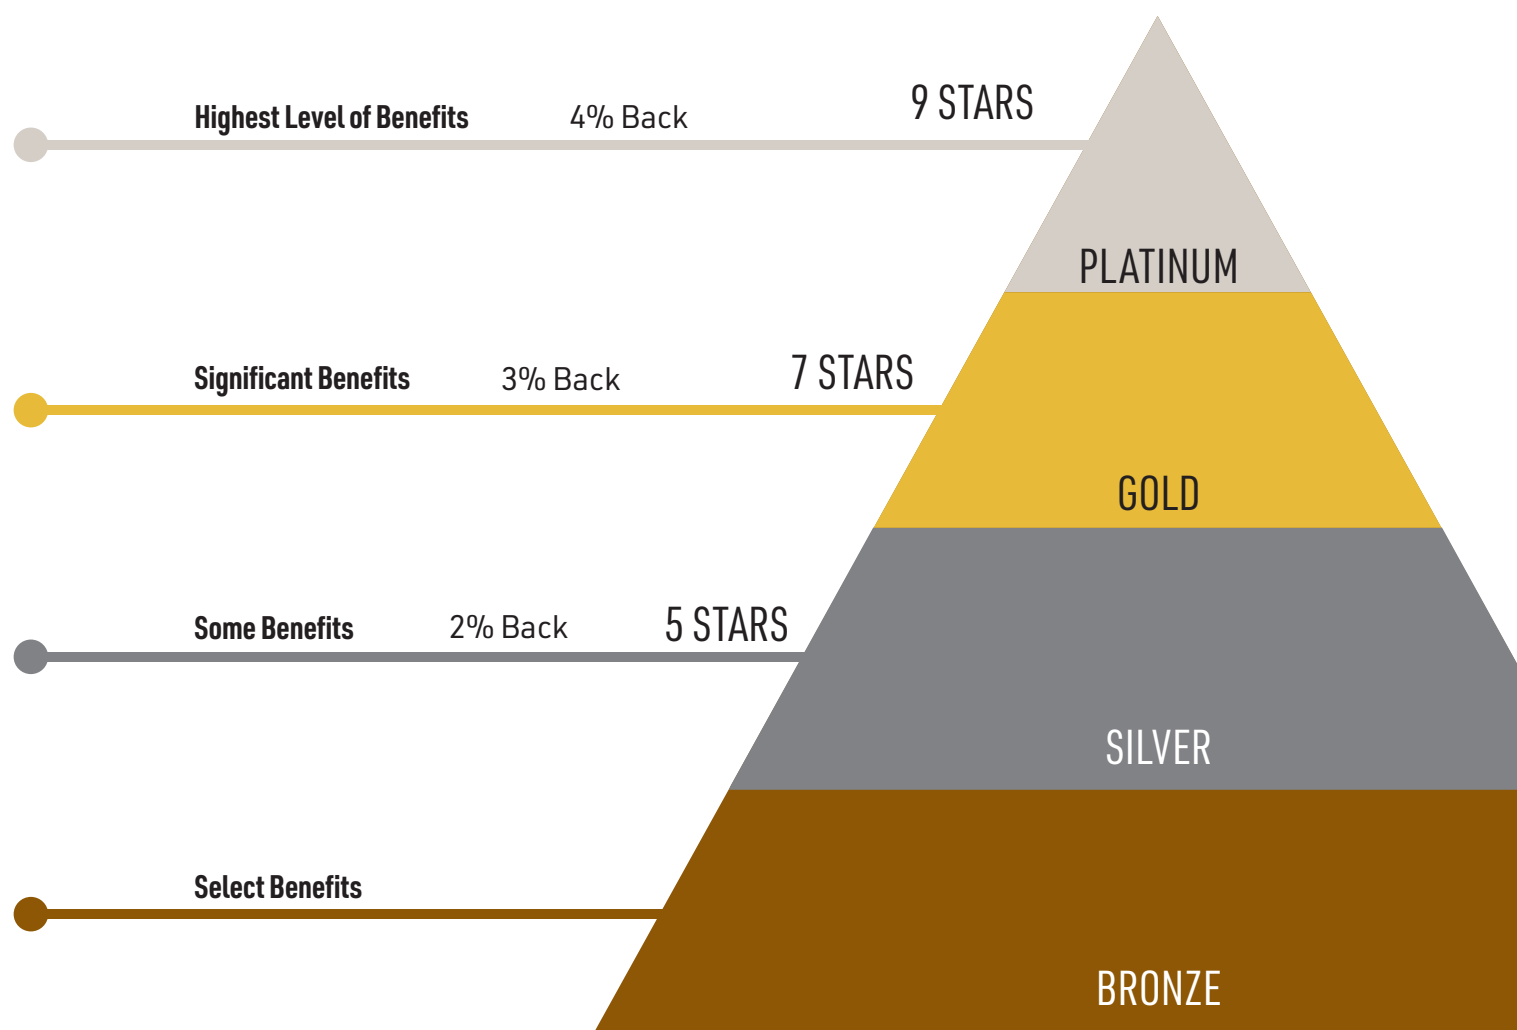 Highest Level of Benefits 4% Back 9 STARS
PLATINUM
Significant Benefits 3% Back 7 STARS
GOLD
Some Benefits 2% Back 5 STARS
SILVER
Select Benefits
BRONZE